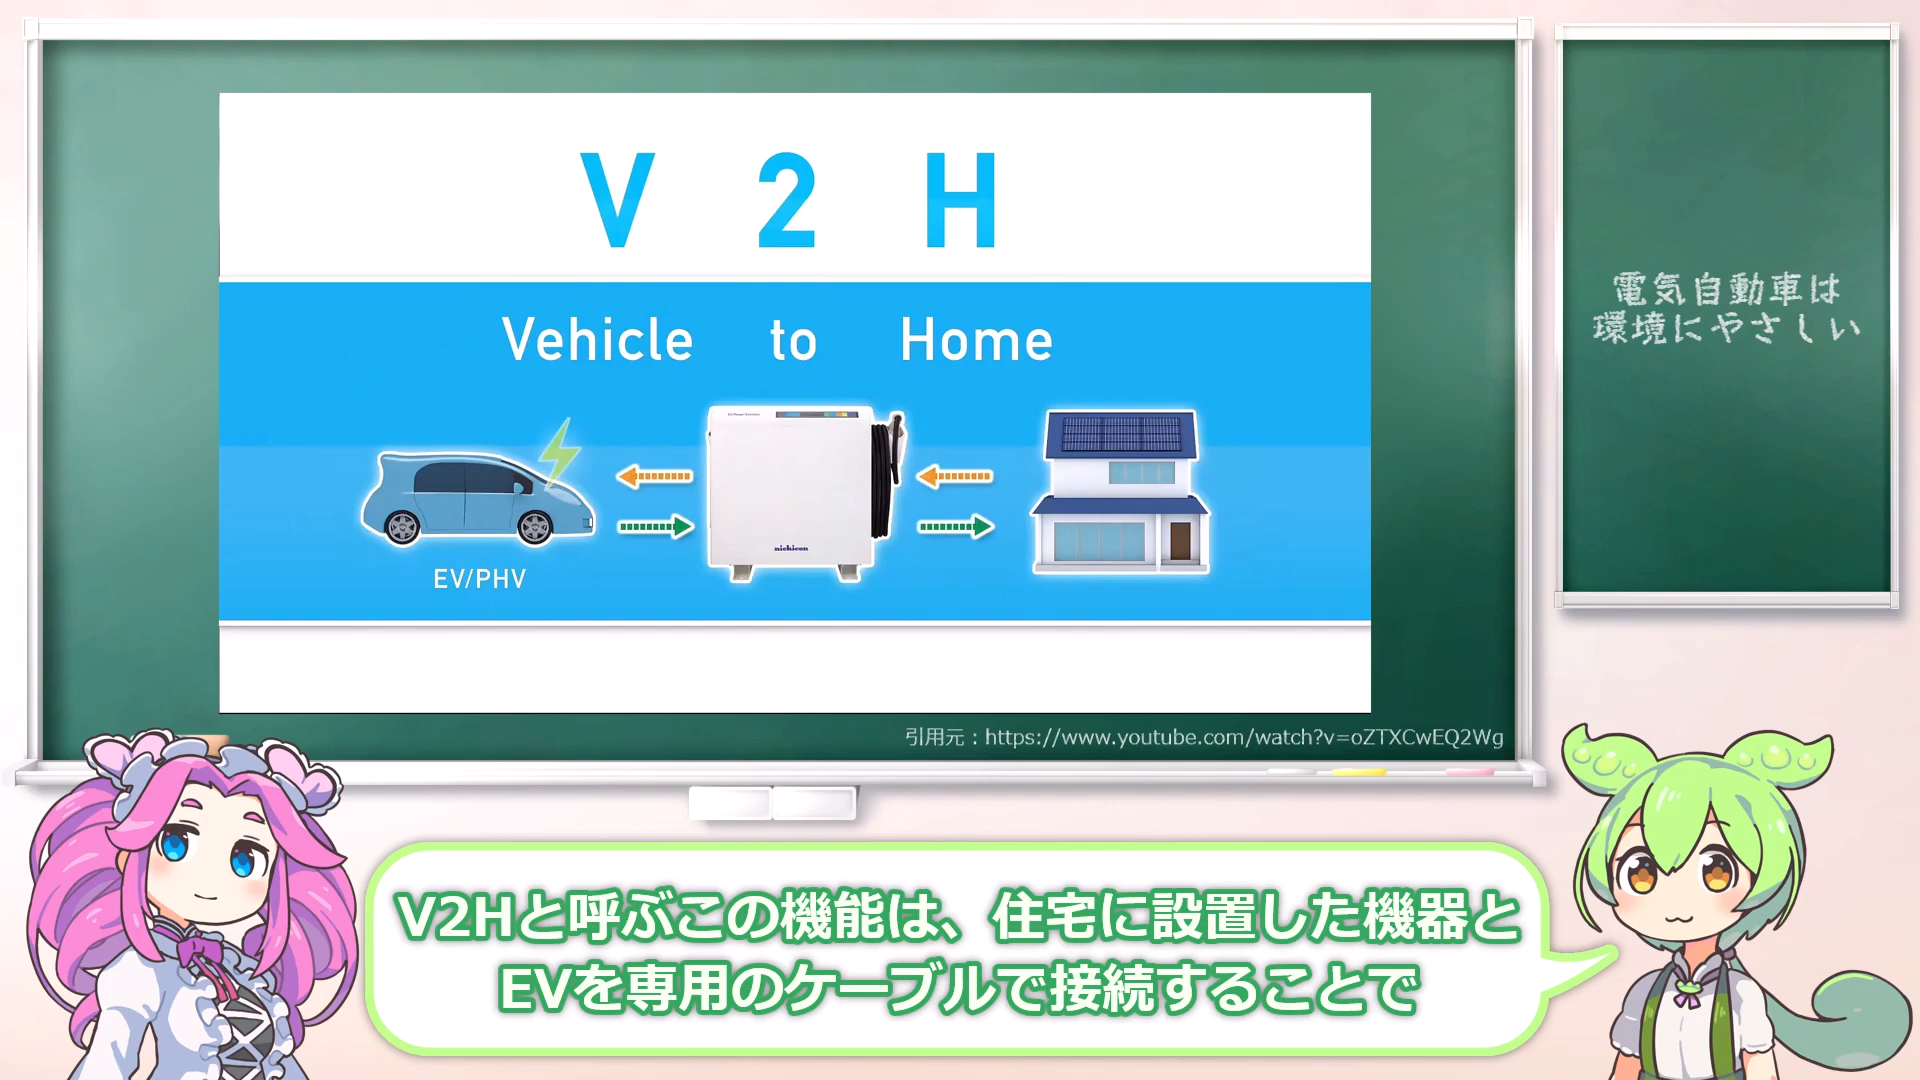 V 2 H
Vehicle to Home
nichicon
EV/PHV
電気自動車は
環境にやさしい
引用元：https://www.youtube.com/watch?v=oZTXCwEQ2Wg
V2Hと呼ぶこの機能は、住宅に設置した機器と
EVを専用のケーブルで接続することで